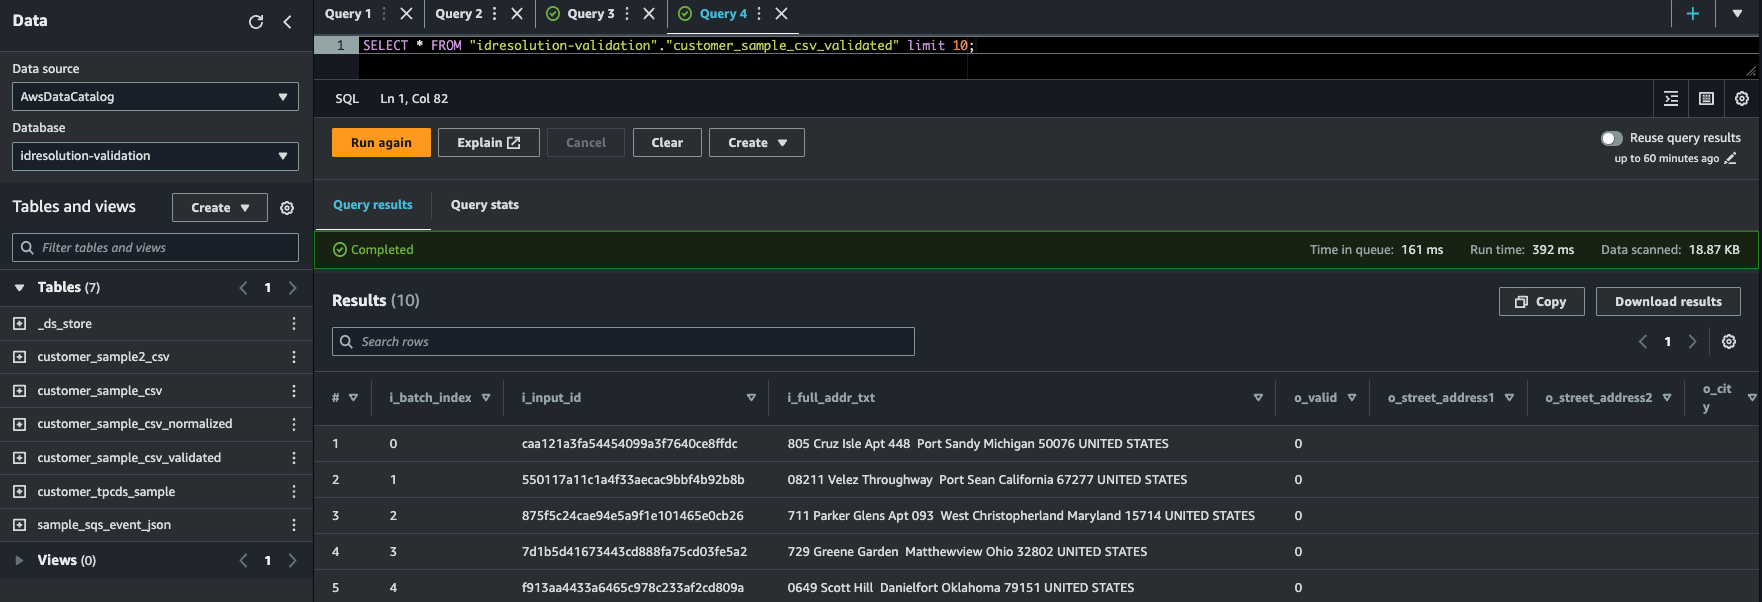 Data
Data source
AwsDataCatalog
Database
idresolution-validation
Tables and views
Create
Filter tables and views
Tables (7)
1
_ds_store
customer_sample2_csv
customer_sample_csv
customer_sample_csv_normalized
customer_sample_csv_validated
customer_tpcds_sample
sample_sqs_event_json
Views (0)
1
Query 1
Query 2
Query 3
Query 4
1 SELECT * FROM "idresolution-validation"."customer_sample_csv_validated" limit 10;
SQL Ln 1, Col 82
Run again
Explain
Cancel
Clear
Create
Reuse query results
up to 60 minutes ago
Query results
Query stats
Completed
Time in queue: 161 ms
Run time: 392 ms
Data scanned: 18.87 KB
Results (10)
Copy
Download results
Search rows
1
# i_batch_index i_input_id i_full_addr_txt o_valid o_street_address1 o_street_address2 o_cit
y
1 0 caa121a3fa54454099a3f7640ce8ffdc 805 Cruz Isle Apt 448  Port Sandy Michigan 50076 UNITED STATES 0
2 1 550117a11c1a4f33aecac9bbf4b92b8b 08211 Velez Throughway  Port Sean California 67277 UNITED STATES 0
3 2 875f5c24cae94e5a9f1e101465e0cb26 711 Parker Glens Apt 093  West Christopherland Maryland 15714 UNITED STATES 0
4 3 7d1b5d41673443cd888fa75cd03fe5a2 729 Greene Garden  Matthewview Ohio 32802 UNITED STATES 0
5 4 f913aa4433a6465c978c233af2cd809a 0649 Scott Hill  Danielfort Oklahoma 79151 UNITED STATES 0